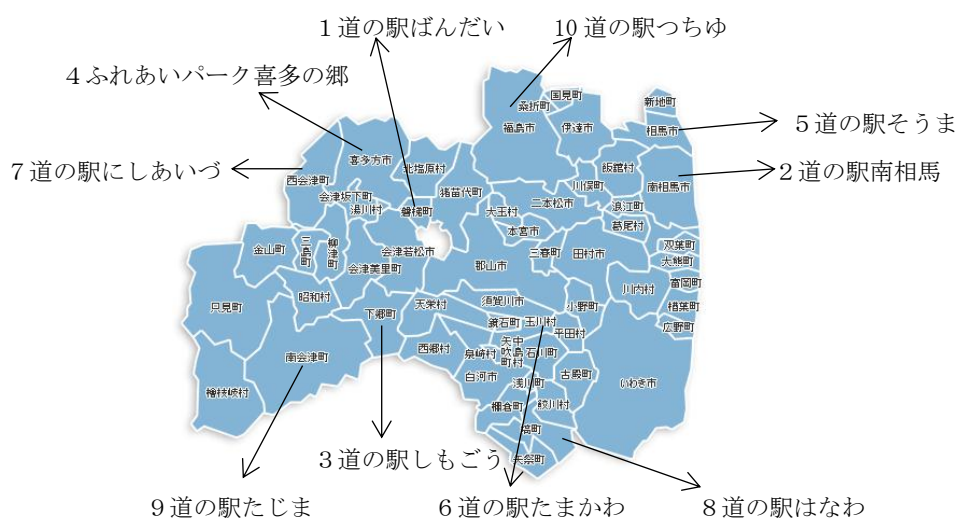 1道の駅ばんだい
10 道の駅つちゆ
4ふれあいパーク喜多の郷
5道の駅そうま
7道の駅にしあいづ
2道の駅南相馬
国見町
桑折町
新地町
福島市
伊達市
相馬市
喜多方市
北塩原村
飯舘村
西会津町
猪苗代町
川俣町
南相馬市
会津坂下町
湯川村
磐梯町
大玉村
二本松市
浪江町
葛尾村
本宮市
金山町
三島町
柳津町
会津若松市
三春町
田村市
双葉町
大熊町
会津美里町
郡山市
川内村
富岡町
昭和村
只見町
下郷町
天栄村
須賀川市
小野町
楢葉町
鏡石町
玉川村
平田村
広野町
南会津町
西郷村
泉崎村
矢吹町
中島村
石川町
白河市
浅川町
古殿町
いわき市
檜枝岐村
棚倉町
鮫川村
塙町
矢祭町
3道の駅しもごう
9道の駅たじま
6道の駅たまかわ
8道の駅はなわ